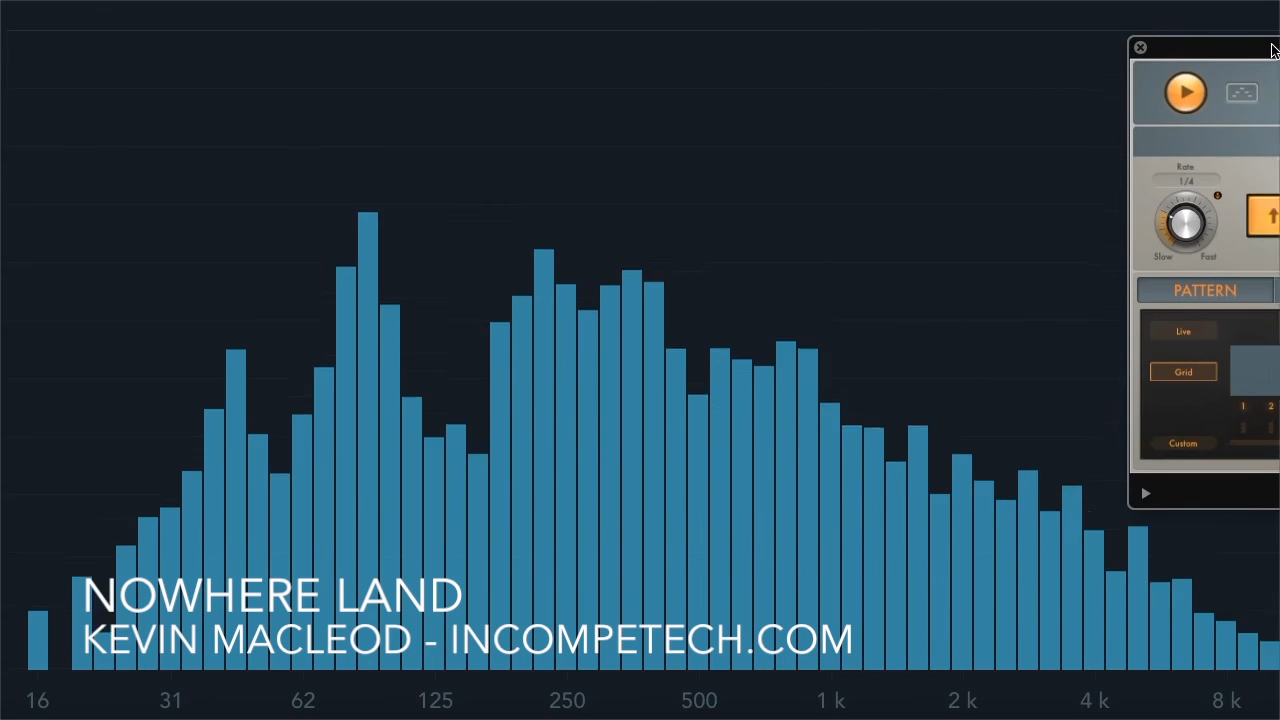 Rate
1/4
Slow Fast
PATTERN
Live
Grid
1 2
Custom
NOWHERE LAND
KEVIN MACLEOD - INCOMPETECH.COM
16 31 62 125 250 500 1 k 2 k 4 k 8 k